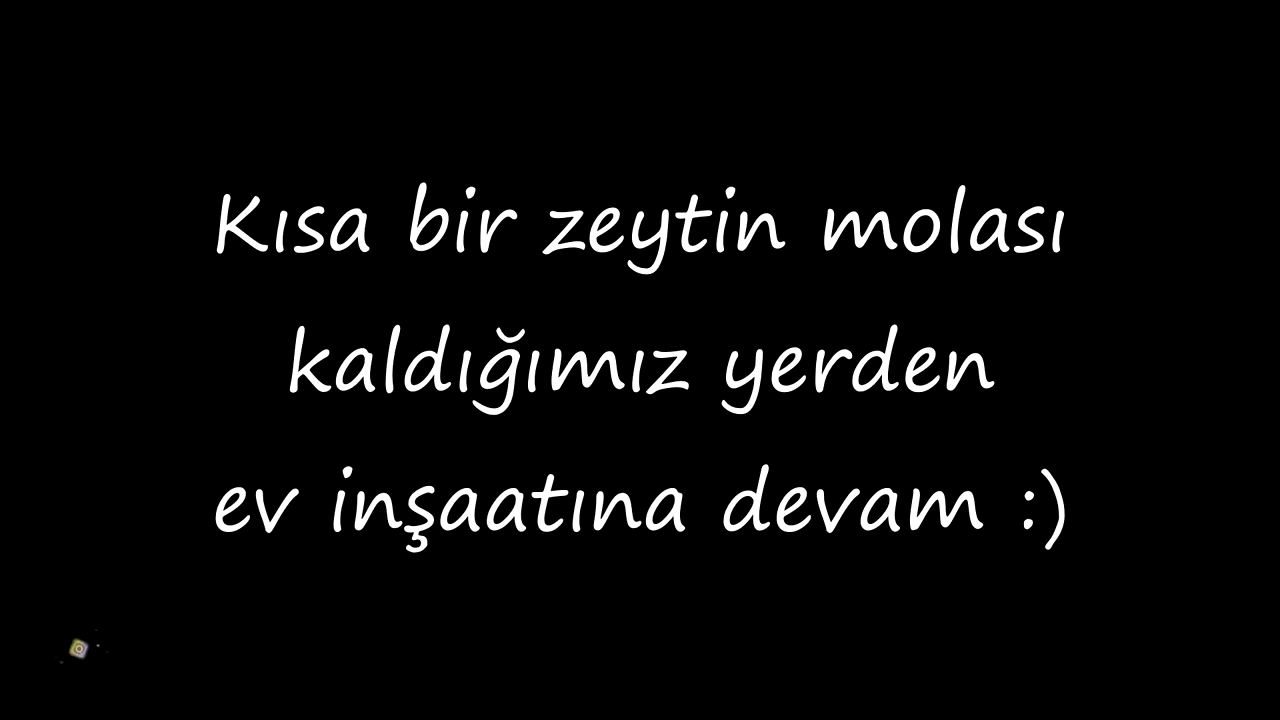 Kısa bir zeytin molası
kaldığımız yerden
ev inşaatına devam :)